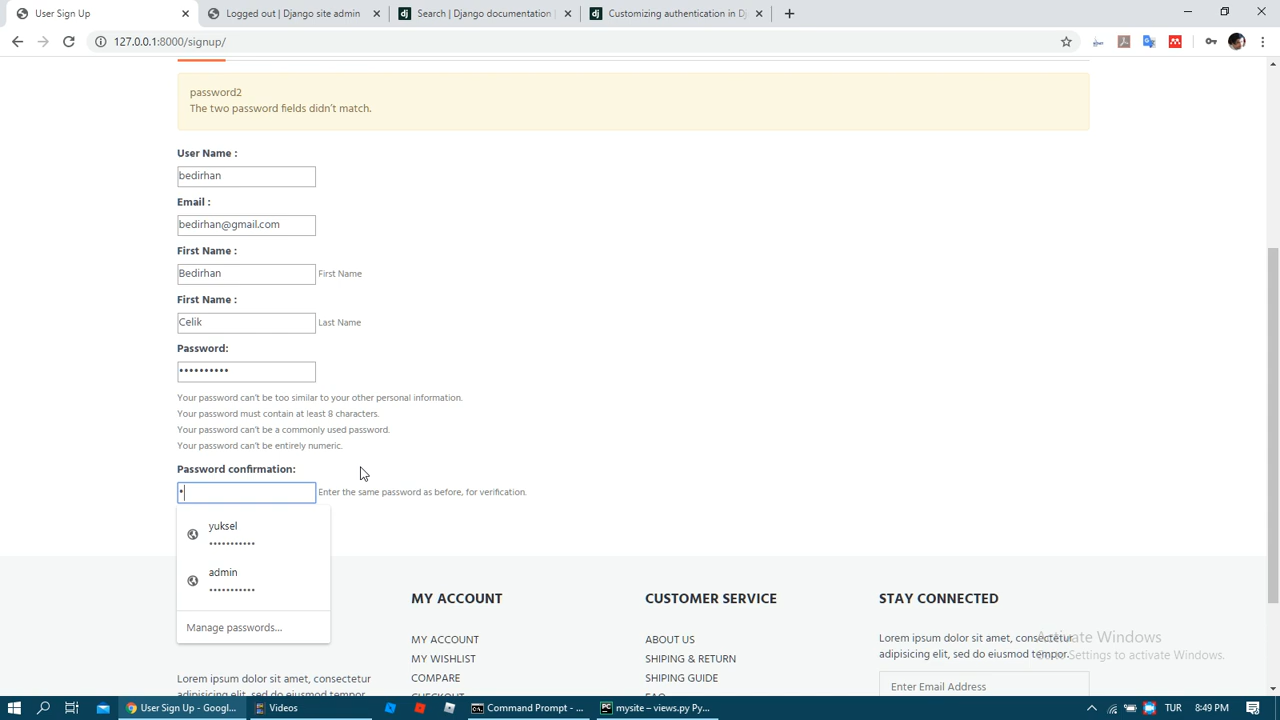 User Sign Up
Logged out | Django site admin
Search | Django documentation |
Customizing authentication in Dj
127.0.0.1:8000/signup/
password2
The two password fields didn't match.
User Name :
bedirhan
Email :
bedirhan@gmail.com
First Name :
Bedirhan First Name
First Name :
Celik Last Name
Password:
••••••••••
Your password can't be too similar to your other personal information.
Your password must contain at least 8 characters.
Your password can't be a commonly used password.
Your password can't be entirely numeric.
Password confirmation:
• Enter the same password as before, for verification.
yuksel
•••••••••••
admin
•••••••••••
Manage passwords...
MY ACCOUNT
CUSTOMER SERVICE
STAY CONNECTED
MY ACCOUNT
MY WISHLIST
COMPARE
CHECKOUT
ABOUT US
SHIPING & RETURN
SHIPING GUIDE
FAQ
Lorem ipsum dolor sit amet, consectetur
adipisicing elit, sed do eiusmod tempor.
Enter Email Address
Lorem ipsum dolor sit amet, consectetur
adipisicing elit, sed do eiusmod tempor.
Activate Windows
Go to Settings to activate Windows.
User Sign Up - Googl...
Videos
Command Prompt - ...
mysite – views.py Py...
TUR
8:49 PM